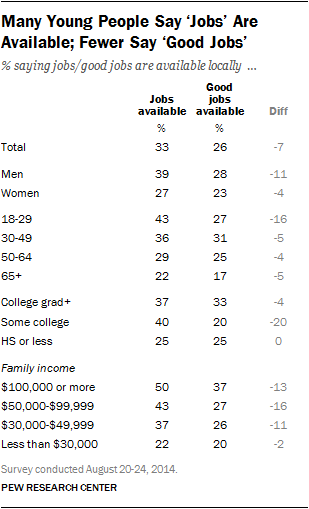 Many Young People Say ‘Jobs’ Are
Available; Fewer Say ‘Good Jobs’
% saying jobs/good jobs are available locally ...
Jobs available Good jobs available Diff
% %
Total 33 26 -7
Men 39 28 -11
Women 27 23 -4
18-29 43 27 -16
30-49 36 31 -5
50-64 29 25 -4
65+ 22 17 -5
College grad+ 37 33 -4
Some college 40 20 -20
HS or less 25 25 0
Family income
$100,000 or more 50 37 -13
$50,000-$99,999 43 27 -16
$30,000-$49,999 37 26 -11
Less than $30,000 22 20 -2
Survey conducted August 20-24, 2014.
PEW RESEARCH CENTER